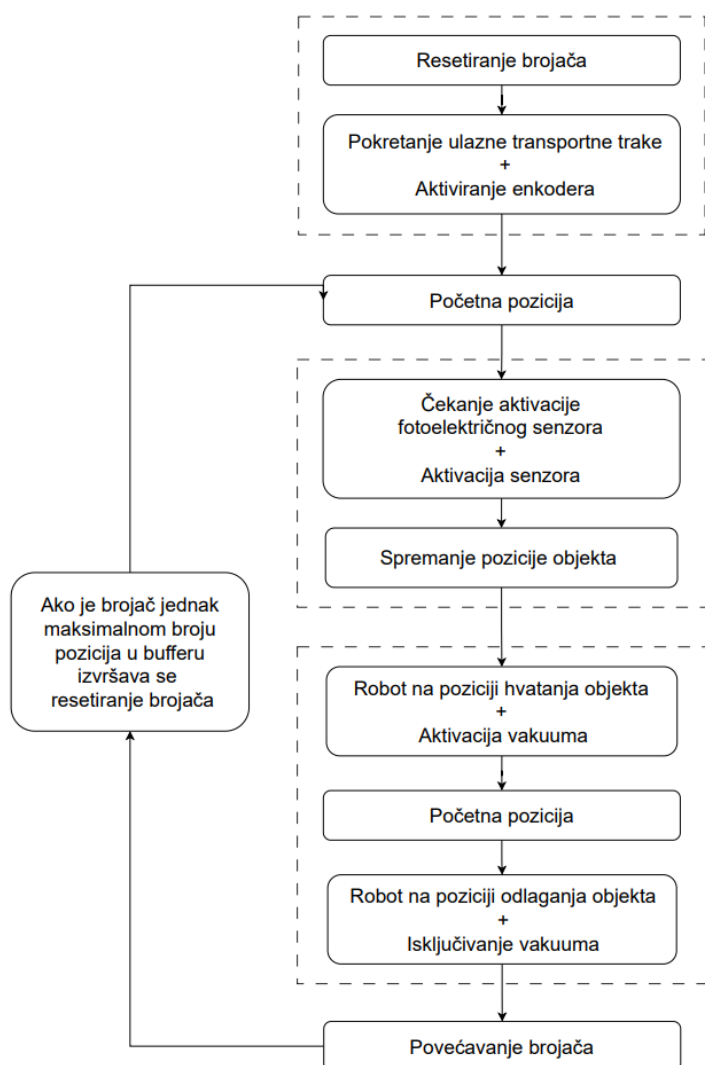 Resetiranje brojača
Pokretanje ulazne transportne trake
+
Aktiviranje enkodera
Početna pozicija
Čekanje aktivacije
fotoelektričnog senzora
+
Aktivacija senzora
Spremanje pozicije objekta
Robot na poziciji hvatanja objekta
+
Aktivacija vakuuma
Početna pozicija
Robot na poziciji odlaganja objekta
+
Isključivanje vakuuma
Povećavanje brojača
Ako je brojač jednak
maksimalnom broju
pozicija u bufferu
izvršava se
resetiranje brojača